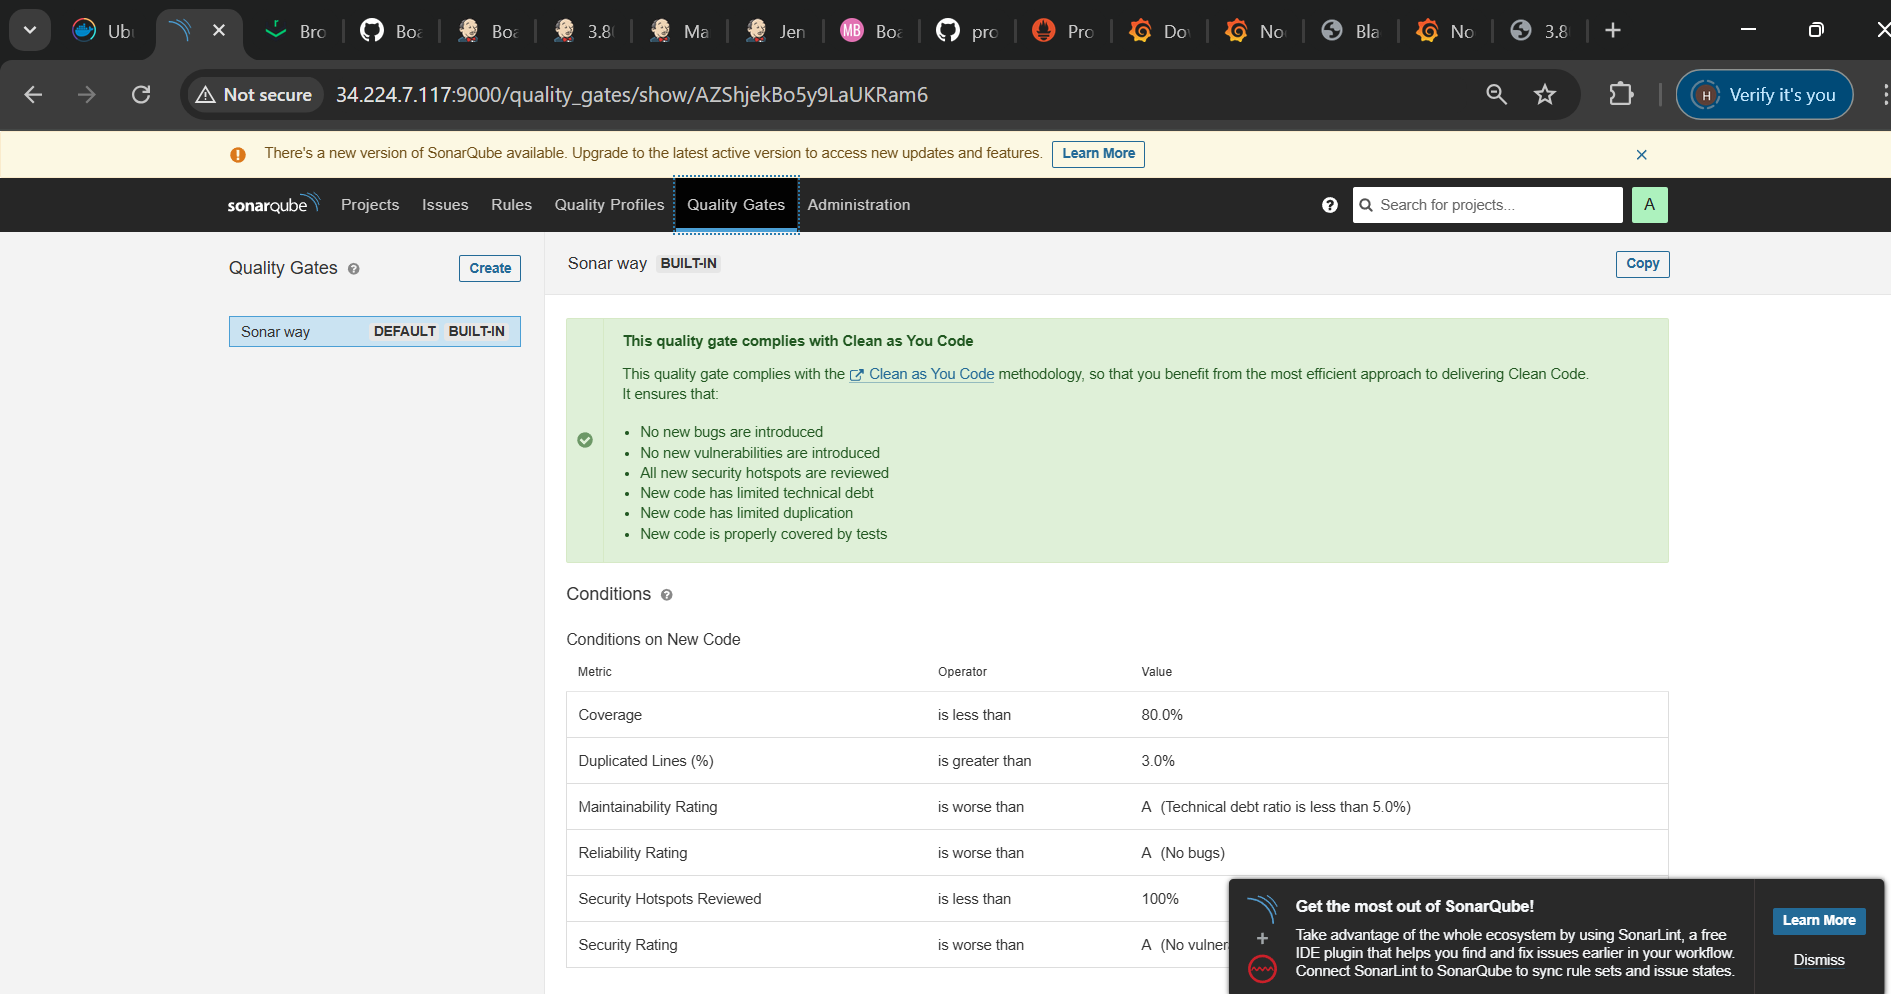 Ubu
Bro
Boa
Boa
3.8
Ma
Jen
MB Boa
pro
Pro
Do
No
Bla
No
3.8
Not secure 34.224.7.117:9000/quality_gates/show/AZShjekBo5y9LaUKRam6
H Verify it's you
There's a new version of SonarQube available. Upgrade to the latest active version to access new updates and features. Learn More
sonarqube Projects Issues Rules Quality Profiles Quality Gates Administration ? Search for projects... A
Quality Gates ? Create
Sonar way BUILT-IN Copy
Sonar way DEFAULT BUILT-IN
This quality gate complies with Clean as You Code
This quality gate complies with the Clean as You Code methodology, so that you benefit from the most efficient approach to delivering Clean Code.
It ensures that:
• No new bugs are introduced
• No new vulnerabilities are introduced
• All new security hotspots are reviewed
• New code has limited technical debt
• New code has limited duplication
• New code is properly covered by tests
Conditions ?
Conditions on New Code
Metric Operator Value
Coverage is less than 80.0%
Duplicated Lines (%) is greater than 3.0%
Maintainability Rating is worse than A (Technical debt ratio is less than 5.0%)
Reliability Rating is worse than A (No bugs)
Security Hotspots Reviewed is less than 100%
Security Rating is worse than A (No vulner
Get the most out of SonarQube!
Take advantage of the whole ecosystem by using SonarLint, a free
IDE plugin that helps you find and fix issues earlier in your workflow.
Connect SonarLint to SonarQube to sync rule sets and issue states.
Learn More
Dismiss